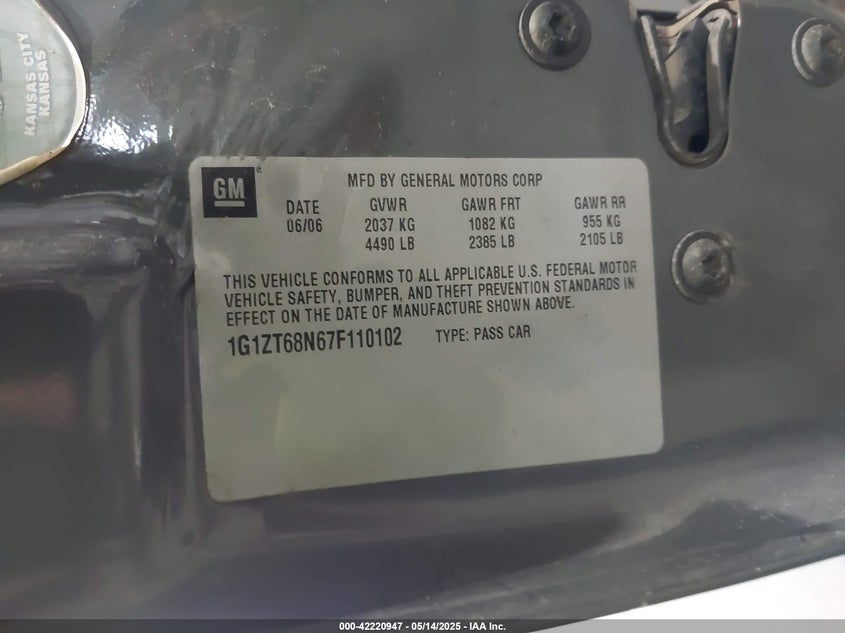 KANSAS CITY
KANSAS
GM
MFD BY GENERAL MOTORS CORP
DATE GVWR GAWR FRT GAWR RR
06/06 2037 KG 1082 KG 955 KG
4490 LB 2385 LB 2105 LB
THIS VEHICLE CONFORMS TO ALL APPLICABLE U.S. FEDERAL MOTOR
VEHICLE SAFETY, BUMPER, AND THEFT PREVENTION STANDARDS IN
EFFECT ON THE DATE OF MANUFACTURE SHOWN ABOVE.
1G1ZT68N67F110102 TYPE: PASS CAR
000-42220947 - 05/14/2025 - IAA Inc.